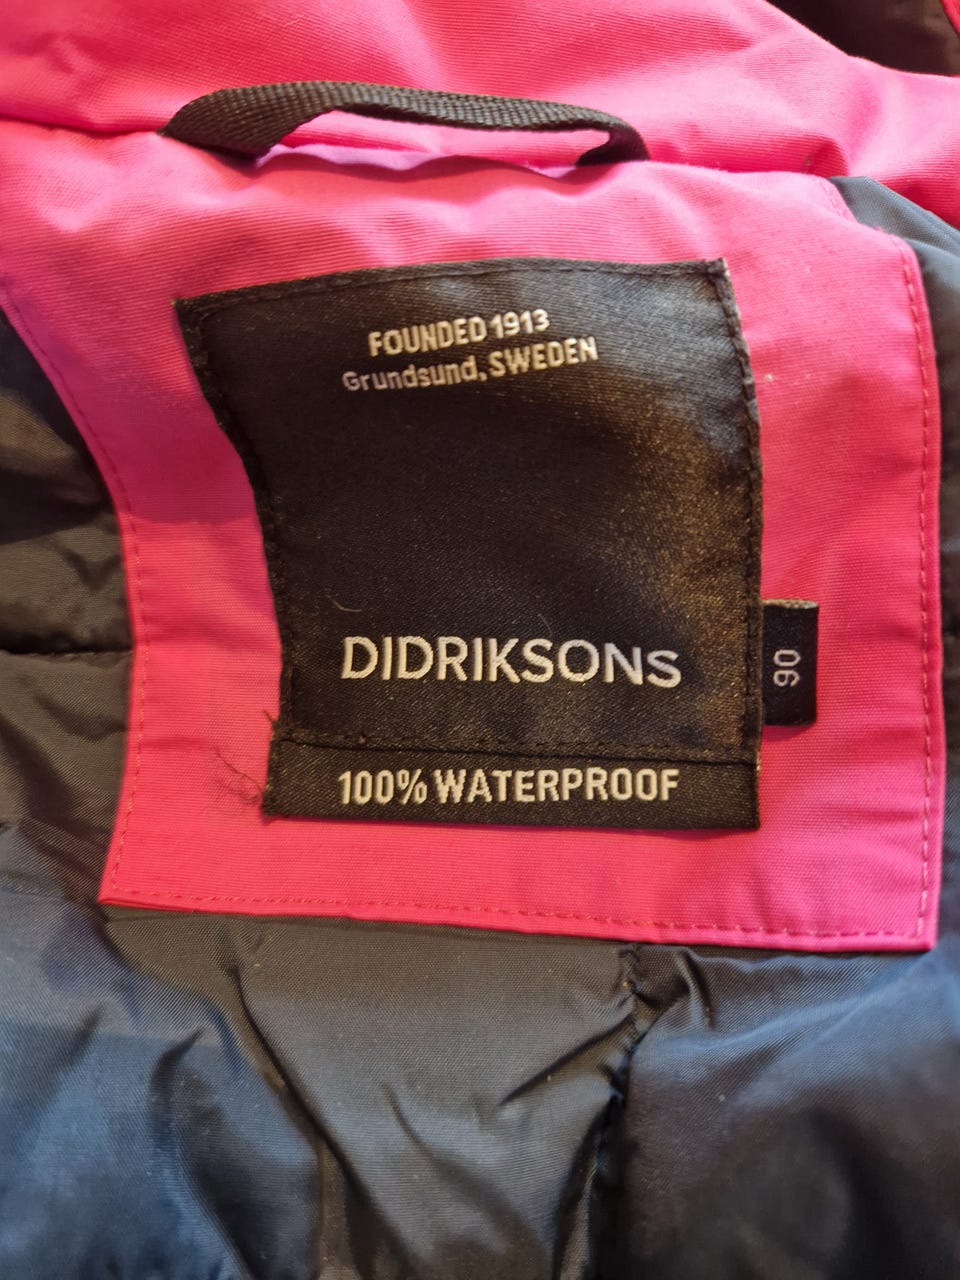 FOUNDED 1913
Grundsund, SWEDEN
DIDRIKSONS
90
100% WATERPROOF